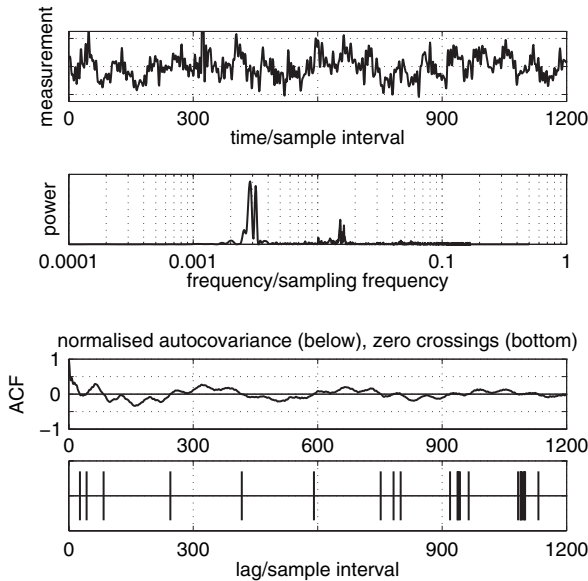 measurement
0 300 900 1200
time/sample interval
power
0.0001 0.001 0.1 1
frequency/sampling frequency
normalised autocovariance (below), zero crossings (bottom)
ACF
1
0
−1
0 300 600 900 1200
0 300 900 1200
lag/sample interval